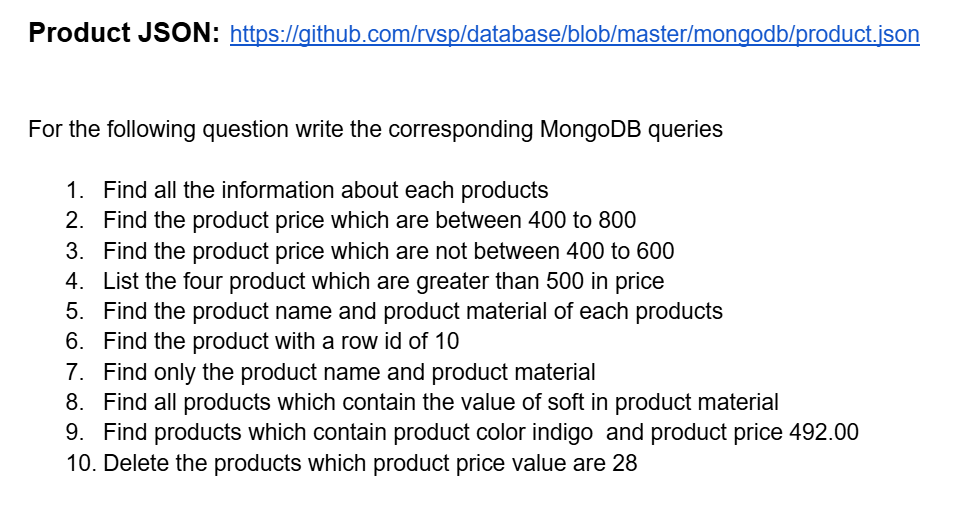 Product JSON: https://github.com/rvsp/database/blob/master/mongodb/product.json
For the following question write the corresponding MongoDB queries
1. Find all the information about each products
2. Find the product price which are between 400 to 800
3. Find the product price which are not between 400 to 600
4. List the four product which are greater than 500 in price
5. Find the product name and product material of each products
6. Find the product with a row id of 10
7. Find only the product name and product material
8. Find all products which contain the value of soft in product material
9. Find products which contain product color indigo  and product price 492.00
10. Delete the products which product price value are 28